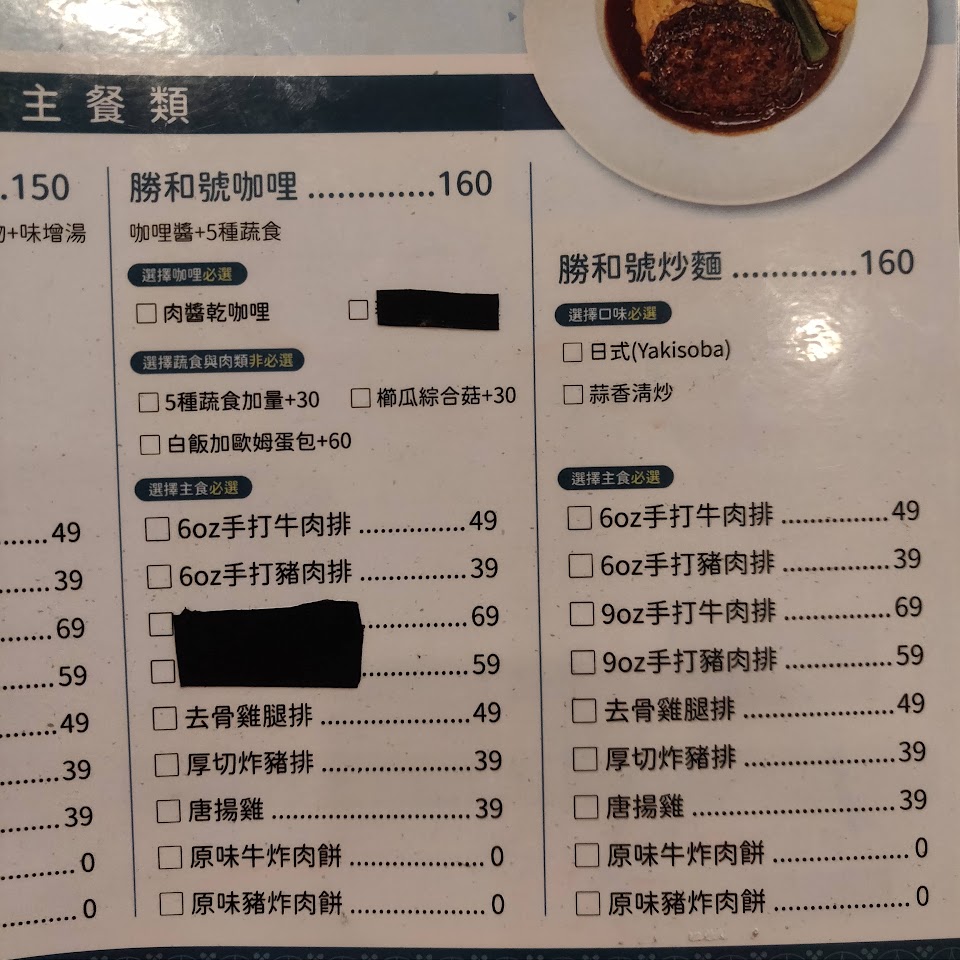 主餐類
.150
+味增湯
.....49
.....39
.....69
.....59
.....49
.....39
.....39
.....0
.....0
勝和號咖哩 .............160
咖哩醬+5種蔬食
選擇咖哩必選
□ 肉醬乾咖哩 □
選擇蔬食與肉類非必選
□ 5種蔬食加量+30 □ 櫛瓜綜合菇+30
□ 白飯加歐姆蛋包+60
選擇主食必選
□ 6oz手打牛肉排 ...............49
□ 6oz手打豬肉排 ...............39
□ ...............69
□ ...............59
□ 去骨雞腿排 ....................49
□ 厚切炸豬排 ....................39
□ 唐揚雞 ...........................39
□ 原味牛炸肉餅 ..................0
□ 原味豬炸肉餅 ..................0
勝和號炒麵 .............160
選擇口味必選
□ 日式(Yakisoba)
□ 蒜香清炒
選擇主食必選
□ 6oz手打牛肉排 ...............49
□ 6oz手打豬肉排 ...............39
□ 9oz手打牛肉排 ...............69
□ 9oz手打豬肉排 ...............59
□ 去骨雞腿排 ....................49
□ 厚切炸豬排 ....................39
□ 唐揚雞 ...........................39
□ 原味牛炸肉餅 ..................0
□ 原味豬炸肉餅 ..................0